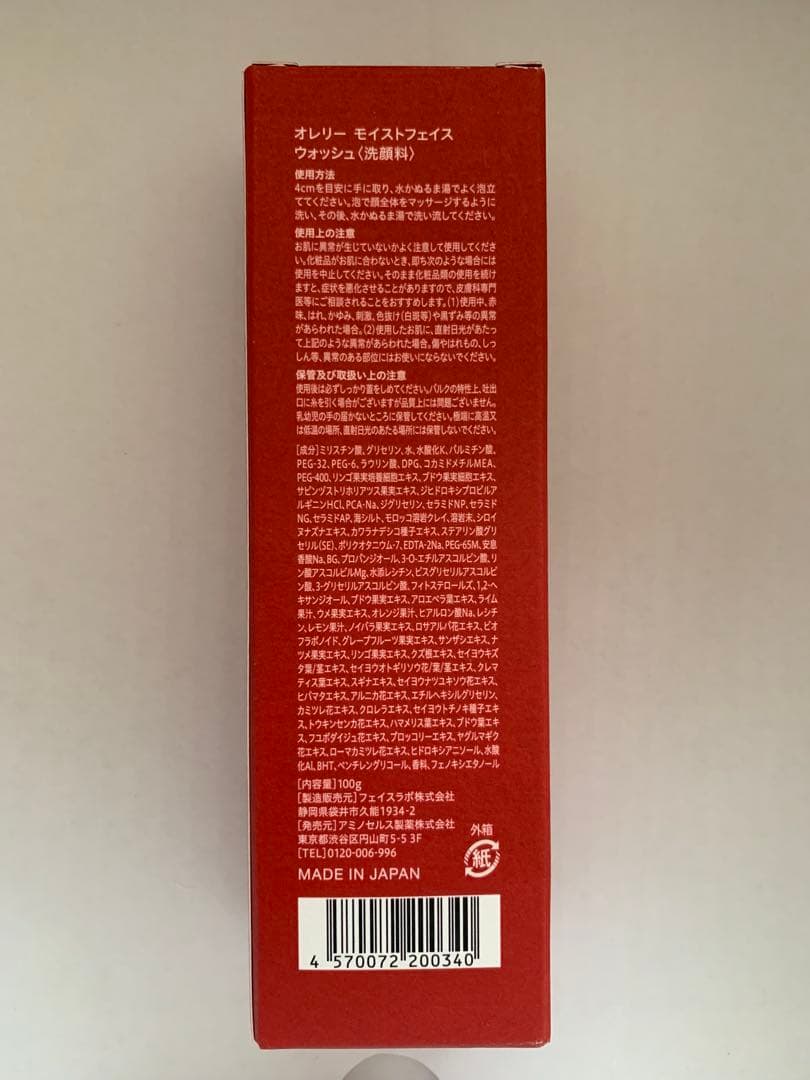 オレリー モイストフェイス
ウォッシュ〈洗顔料〉
使用方法
4cmを目安に手に取り、水かぬるま湯でよく泡立
ててください。泡で顔全体をマッサージするように
洗い、その後、水かぬるま湯で洗い流してください。
使用上の注意
お肌に異常が生じていないかよく注意して使用してくださ
い。化粧品がお肌に合わないとき、即ち次のような場合には
使用を中止してください。そのまま化粧品類の使用を続け
ますと、症状を悪化させることがありますので、皮膚科専門
医等にご相談されることをおすすめします。(1)使用中、赤
味、はれ、かゆみ、刺激、色抜け(白斑等)や黒ずみ等の異常
があらわれた場合。(2)使用したお肌に、直射日光があたっ
て上記のような異常があらわれた場合。傷やはれもの、しっ
しん等、異常のある部位にはお使いにならないでください。
保管及び取扱い上の注意
使用後は必ずしっかり蓋をしめてください。バルクの特性上、吐出
口に糸を引く場合がございますが品質上には問題ございません。
乳幼児の手の届かないところに保管してください。極端に高温又
は低温の場所、直射日光のあたる場所には保管しないでください。
[成分]ミリスチン酸、グリセリン、水、水酸化K、パルミチン酸、
PEG-32、PEG-6、ラウリン酸、DPG、コカミドメチルMEA、
PEG-400、リンゴ果実培養細胞エキス、ブドウ果実細胞エキス、
サピンヅストリホリアツス果実エキス、ジヒドロキシプロピルア
ルギニンHCl、PCA-Na、ジグリセリン、セラミドNP、セラミド
NG、セラミドAP、海シルト、モロッコ溶岩クレイ、溶岩末、シロイ
ヌナズナエキス、カワラナデシコ種子エキス、ステアリン酸グリ
セリル(SE)、ポリクオタニウム-7、EDTA-2Na、PEG-65M、安息
香酸Na、BG、プロパンジオール、3-O-エチルアスコルビン酸、リ
ン酸アスコルビルMg、水添レシチン、ビスグリセリルアスコルビ
ン酸、3-グリセリルアスコルビン酸、フィトステロールズ、1,2-ヘ
キサンジオール、ブドウ果実エキス、アロエベラ葉エキス、ライム
果汁、ウメ果実エキス、オレンジ果汁、ヒアルロン酸Na、レシチ
ン、レモン果汁、ノイバラ果実エキス、ロサアルバ花エキス、ビオ
フラボノイド、グレープフルーツ果実エキス、サンザシエキス、ナ
ツメ果実エキス、リンゴ果実エキス、クズ根エキス、セイヨウキズ
タ葉/茎エキス、セイヨウオトギリソウ花/葉/茎エキス、クレマ
ティス葉エキス、スギナエキス、セイヨウナツユキソウ花エキス、
ヒバマタエキス、アルニカ花エキス、エチルヘキシルグリセリン、
カミツレ花エキス、クロレラエキス、セイヨウトチノキ種子エキ
ス、トウキンセンカ花エキス、ハマメリス葉エキス、ブドウ葉エキ
ス、フユボダイジュ花エキス、ブロッコリーエキス、ヤグルマギク
花エキス、ローマカミツレ花エキス、ヒドロキシアニソール、水酸
化Al、BHT、ペンチレングリコール、香料、フェノキシエタノール
[内容量]100g
[製造販売元]フェイスラボ株式会社
静岡県袋井市久能1934-2
[発売元]アミノセルス製薬株式会社
東京都渋谷区円山町5-5 3F
[TEL]0120-006-996
MADE IN JAPAN
外箱
紙
4 570072 200340